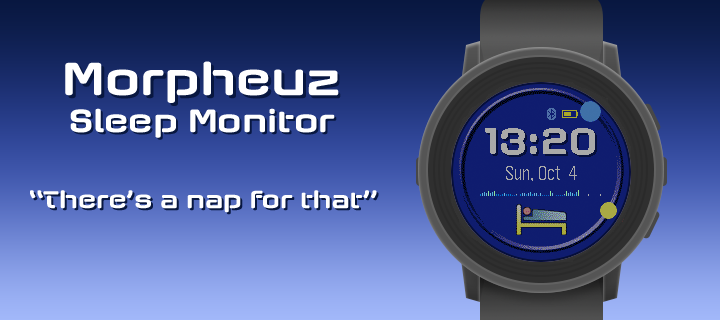 Morpheuz
Sleep Monitor
“There’s a nap for that”
13:20
Sun, Oct 4